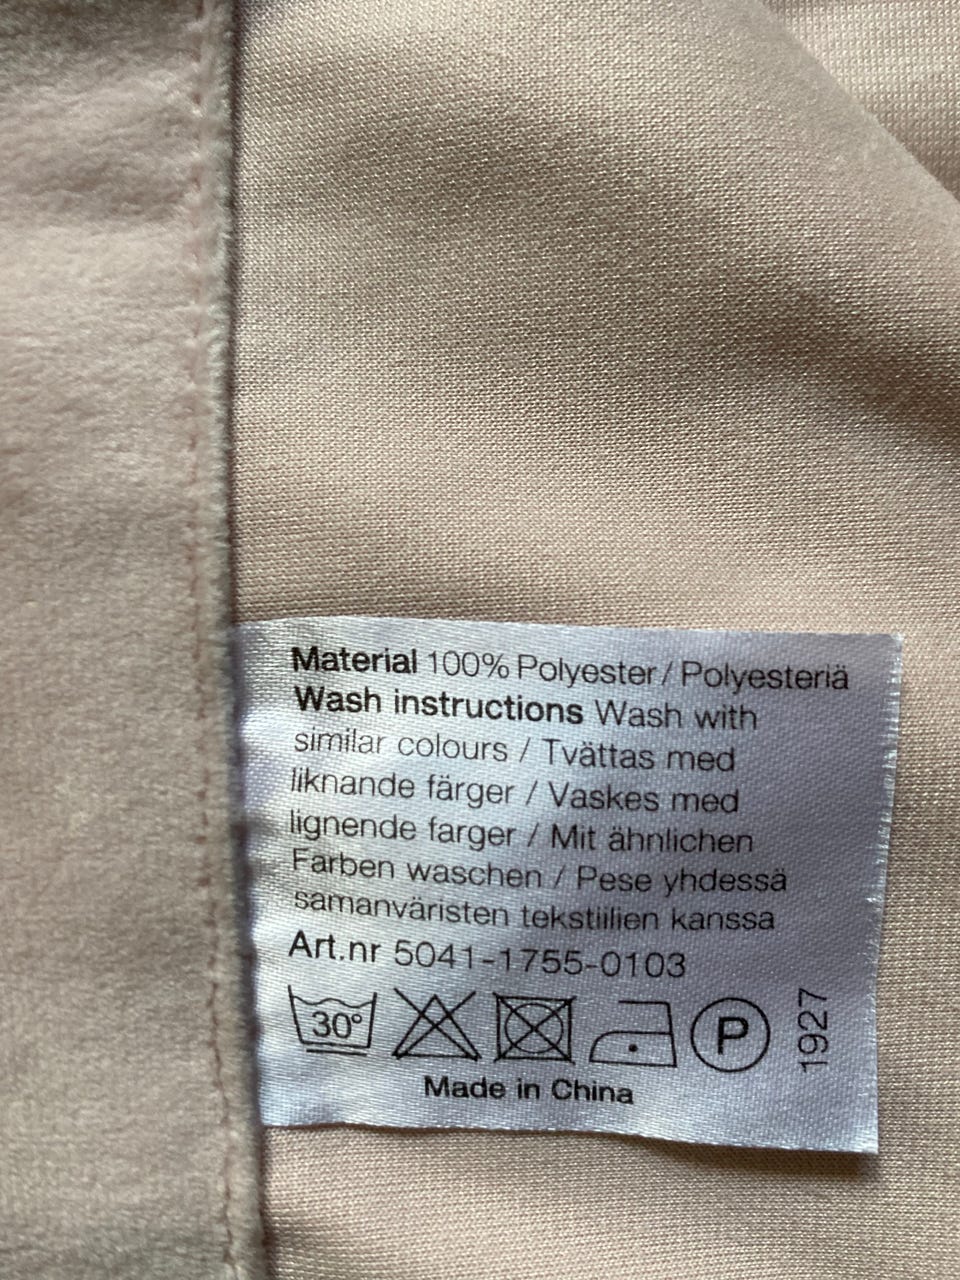 Material 100% Polyester / Polyesteriä
Wash instructions Wash with
similar colours / Tvättas med
liknande färger / Vaskes med
lignende farger / Mit ähnlichen
Farben waschen / Pese yhdessä
samanväristen tekstiilien kanssa
Art.nr 5041-1755-0103
30° P
1927
Made in China